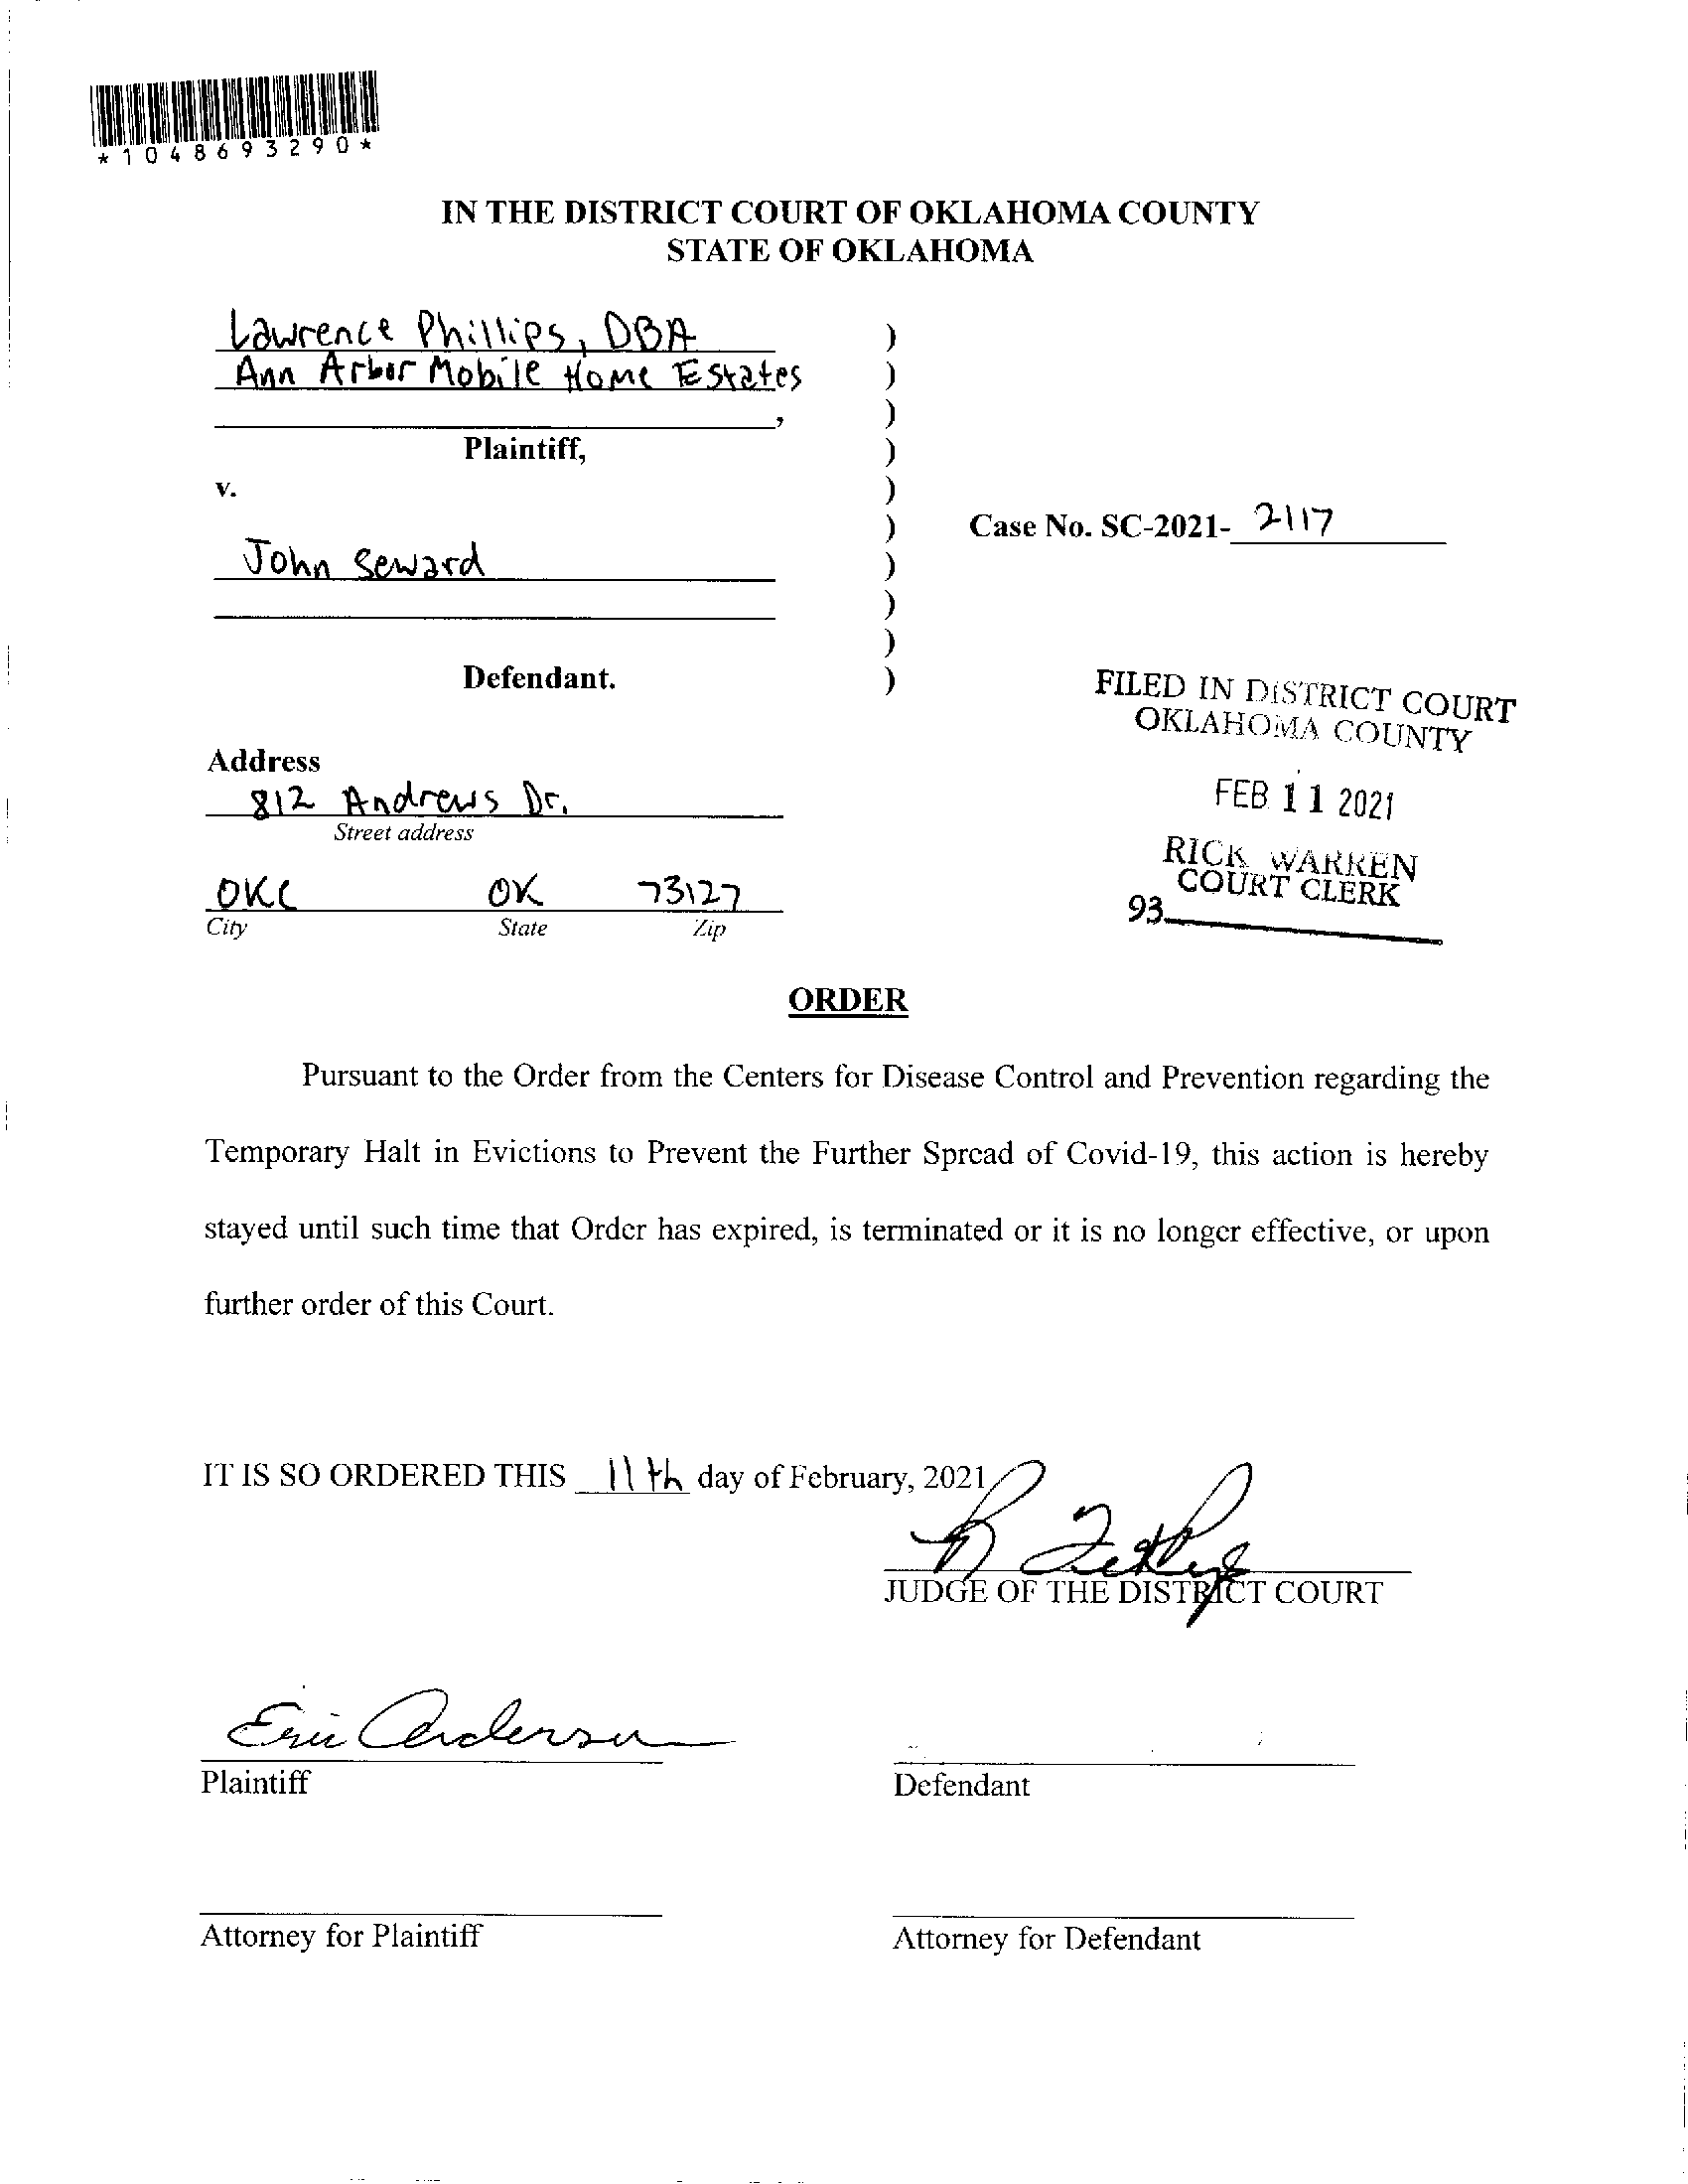 *1048693290*
IN THE DISTRICT COURT OF OKLAHOMA COUNTY
STATE OF OKLAHOMA
Lawrence Phillips, DBA )
Ann Arbor Mobile Home Estates )
, )
Plaintiff, )
v. )
Case No. SC-2021- 2117 )
John Seward )
)
)
Defendant. )
FILED IN DISTRICT COURT
OKLAHOMA COUNTY
FEB 11 2021
RICK WARREN
COURT CLERK
93
Address
812 Andrews Dr.
Street address
OKC OK 73127
City State Zip
ORDER
Pursuant to the Order from the Centers for Disease Control and Prevention regarding the
Temporary Halt in Evictions to Prevent the Further Spread of Covid-19, this action is hereby
stayed until such time that Order has expired, is terminated or it is no longer effective, or upon
further order of this Court.
IT IS SO ORDERED THIS 11th day of February, 2021
JUDGE OF THE DISTRICT COURT
Eric Anderson
Plaintiff Defendant
Attorney for Plaintiff Attorney for Defendant